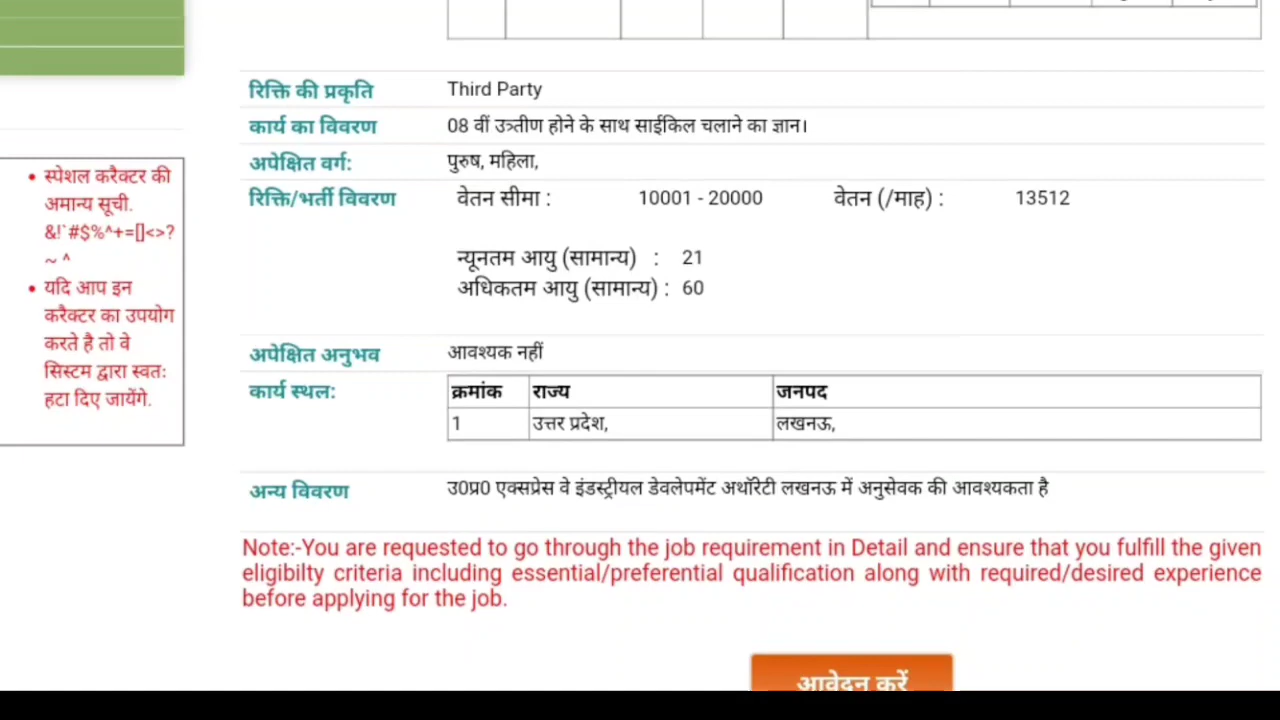 रिक्ति की प्रकृति Third Party
कार्य का विवरण 08 वीं उत्र्तीण होने के साथ साईकिल चलाने का ज्ञान।
अपेक्षित वर्ग: पुरुष, महिला,
रिक्ति/भर्ती विवरण वेतन सीमा : 10001 - 20000 वेतन (/माह) : 13512
न्यूनतम आयु (सामान्य) : 21
अधिकतम आयु (सामान्य) : 60
अपेक्षित अनुभव आवश्यक नहीं
कार्य स्थल: क्रमांक राज्य जनपद
1 उत्तर प्रदेश, लखनऊ,
अन्य विवरण उ0प्र0 एक्सप्रेस वे इंडस्ट्रीयल डेवलेपमेंट अथॉरेटी लखनऊ में अनुसेवक की आवश्यकता है
Note:-You are requested to go through the job requirement in Detail and ensure that you fulfill the given
eligibilty criteria including essential/preferential qualification along with required/desired experience
before applying for the job.
आवेदन करें
• स्पेशल करैक्टर की
अमान्य सूची.
&!`#$%^+=[]<>?
~ ^
• यदि आप इन
करैक्टर का उपयोग
करते है तो वे
सिस्टम द्वारा स्वतः
हटा दिए जायेंगे.